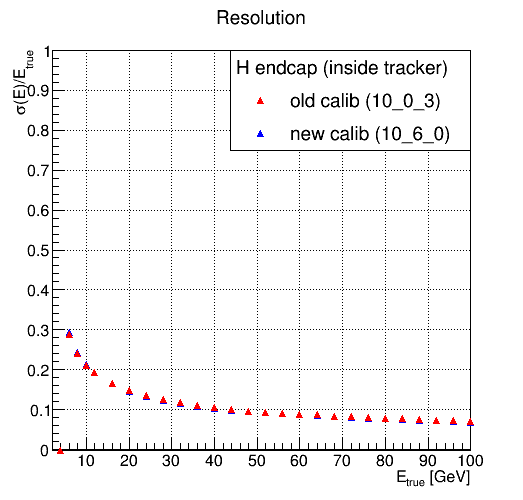 Resolution
σ(E)/E_true
H endcap (inside tracker)
old calib (10_0_3)
new calib (10_6_0)
1
0.9
0.8
0.7
0.6
0.5
0.4
0.3
0.2
0.1
0
10 20 30 40 50 60 70 80 90 100
E_true [GeV]